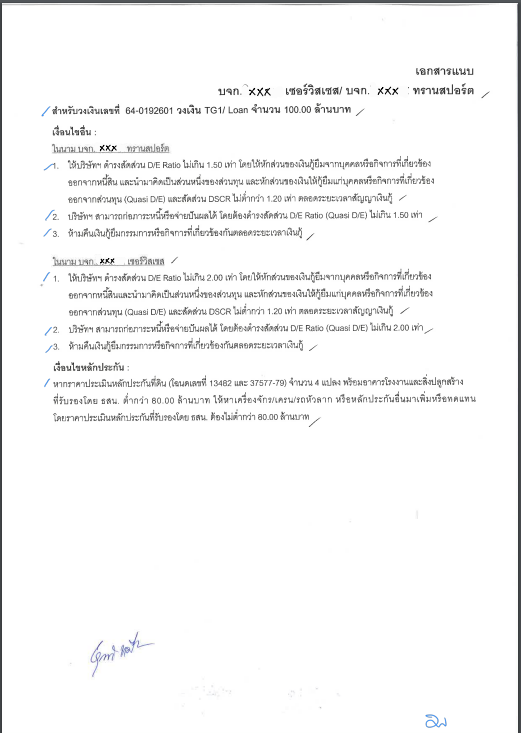 เอกสารแนบ
บจก. xxx เซอร์วิสเซส/ บจก. xxx ทรานสปอร์ต
สำหรับวงเงินเลขที่ 64-0192601 วงเงิน TG1/ Loan จำนวน 100.00 ล้านบาท
เงื่อนไขอื่น :
ในนาม บจก. xxx ทรานสปอร์ต
1. ให้บริษัทฯ ดำรงสัดส่วน D/E Ratio ไม่เกิน 1.50 เท่า โดยให้หักส่วนของเงินกู้ยืมจากบุคคลหรือกิจการที่เกี่ยวข้อง
ออกจากหนี้สิน และนำมาคิดเป็นส่วนหนึ่งของส่วนทุน และหักส่วนของเงินให้กู้ยืมแก่บุคคลหรือกิจการที่เกี่ยวข้อง
ออกจากส่วนทุน (Quasi D/E) และสัดส่วน DSCR ไม่ต่ำกว่า 1.20 เท่า ตลอดระยะเวลาสัญญาเงินกู้
2. บริษัทฯ สามารถก่อภาระหนี้หรือจ่ายปันผลได้ โดยต้องดำรงสัดส่วน D/E Ratio (Quasi D/E) ไม่เกิน 1.50 เท่า
3. ห้ามคืนเงินกู้ยืมกรรมการหรือกิจการที่เกี่ยวข้องกันตลอดระยะเวลาเงินกู้
ในนาม บจก. xxx เซอร์วิสเซส
1. ให้บริษัทฯ ดำรงสัดส่วน D/E Ratio ไม่เกิน 2.00 เท่า โดยให้หักส่วนของเงินกู้ยืมจากบุคคลหรือกิจการที่เกี่ยวข้อง
ออกจากหนี้สินและนำมาคิดเป็นส่วนหนึ่งของส่วนทุน และหักส่วนของเงินให้กู้ยืมแก่บุคคลหรือกิจการที่เกี่ยวข้อง
ออกจากส่วนทุน (Quasi D/E) และสัดส่วน DSCR ไม่ต่ำกว่า 1.20 เท่า ตลอดระยะเวลาสัญญาเงินกู้
2. บริษัทฯ สามารถก่อภาระหนี้หรือจ่ายปันผลได้ โดยต้องดำรงสัดส่วน D/E Ratio (Quasi D/E) ไม่เกิน 2.00 เท่า
3. ห้ามคืนเงินกู้ยืมกรรมการหรือกิจการที่เกี่ยวข้องกันตลอดระยะเวลาเงินกู้
เงื่อนไขหลักประกัน :
หากราคาประเมินหลักประกันที่ดิน (โฉนดเลขที่ 13482 และ 37577-79) จำนวน 4 แปลง พร้อมอาคารโรงงานและสิ่งปลูกสร้าง
ที่รับรองโดย ธสน. ต่ำกว่า 80.00 ล้านบาท ให้หาเครื่องจักร/เครน/รถหัวลาก หรือหลักประกันอื่นมาเพิ่มหรือทดแทน
โดยราคาประเมินหลักประกันที่รับรองโดย ธสน. ต้องไม่ต่ำกว่า 80.00 ล้านบาท